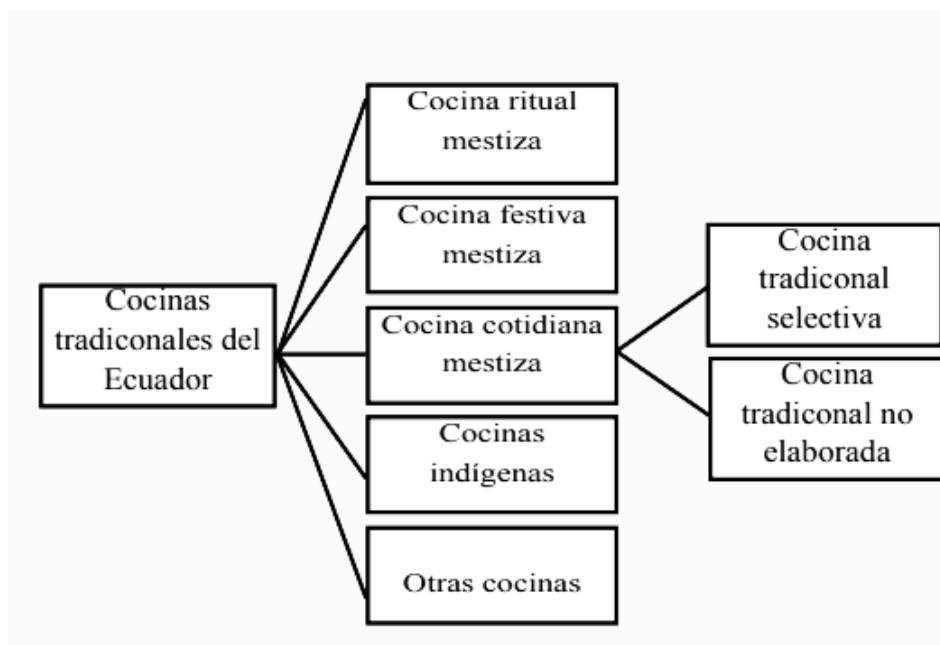 Cocinas
tradiconales del
Ecuador
Cocina ritual
mestiza
Cocina festiva
mestiza
Cocina cotidiana
mestiza
Cocinas
indígenas
Otras cocinas
Cocina
tradiconal
selectiva
Cocina
tradiconal no
elaborada